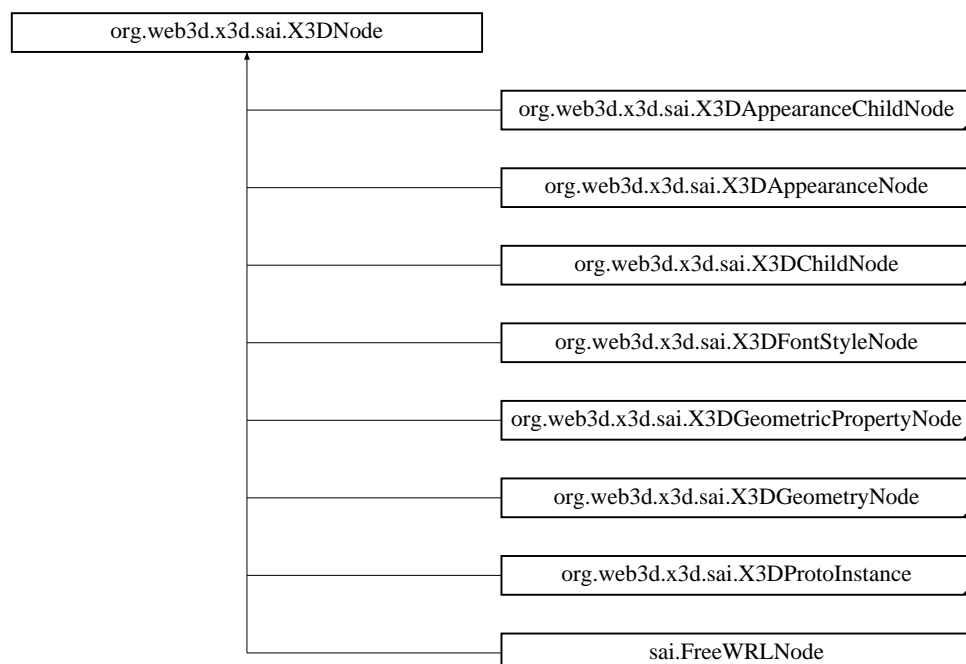 org.web3d.x3d.sai.X3DNode
org.web3d.x3d.sai.X3DAppearanceChildNode
org.web3d.x3d.sai.X3DAppearanceNode
org.web3d.x3d.sai.X3DChildNode
org.web3d.x3d.sai.X3DFontStyleNode
org.web3d.x3d.sai.X3DGeometricPropertyNode
org.web3d.x3d.sai.X3DGeometryNode
org.web3d.x3d.sai.X3DProtoInstance
sai.FreeWRLNode